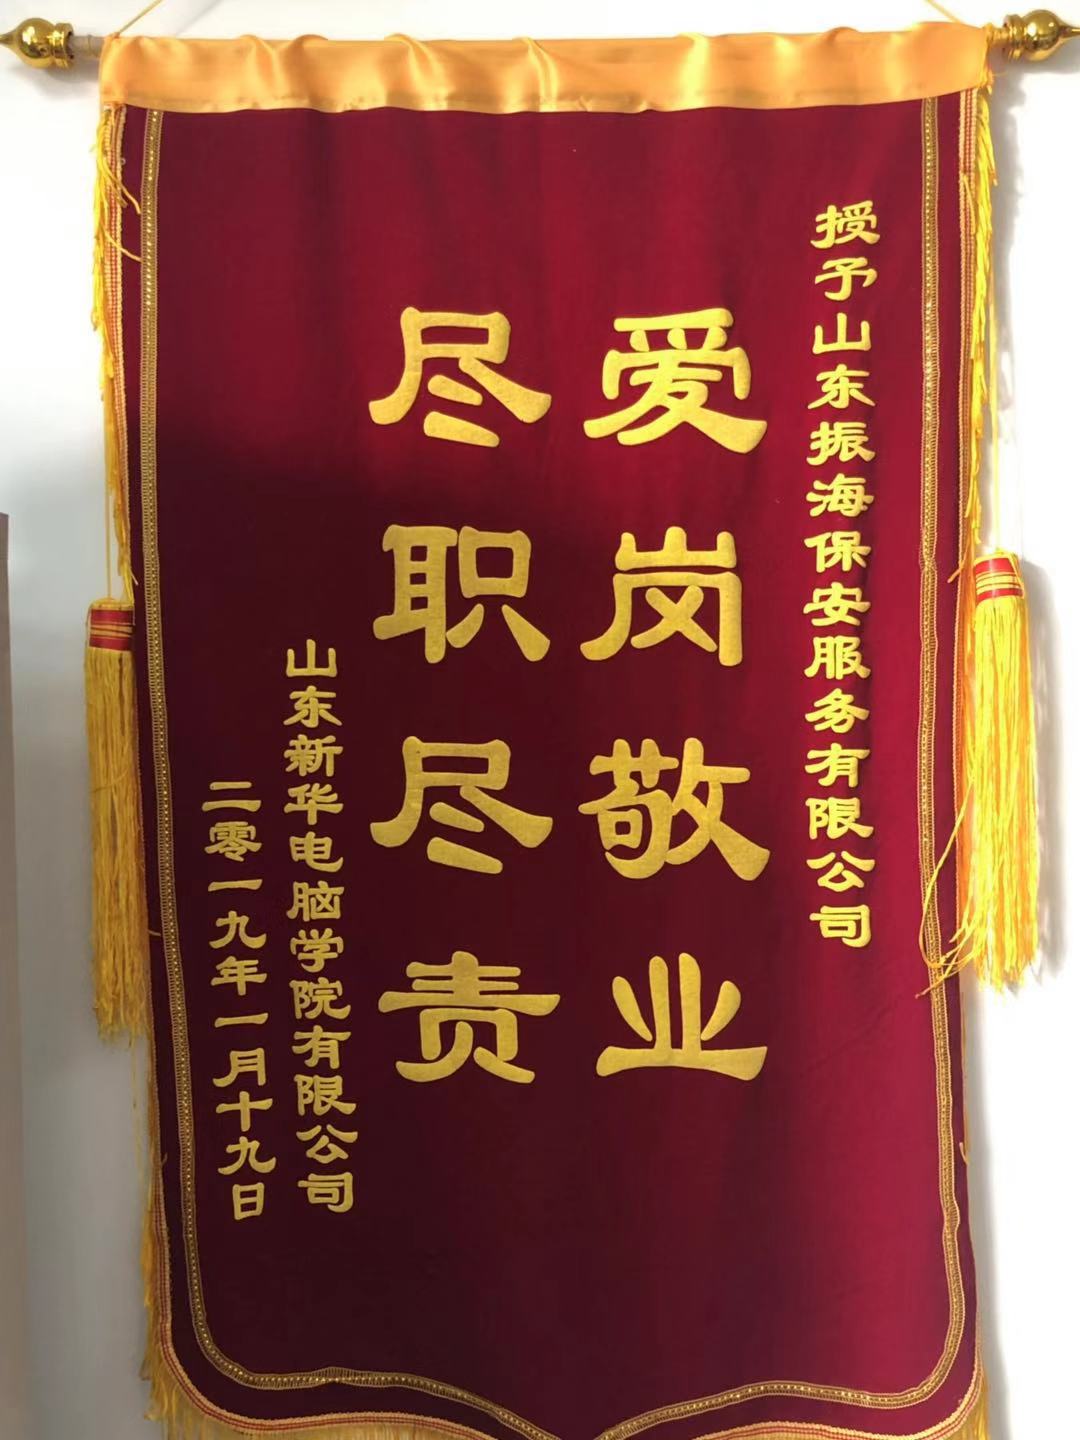 授予山东振海保安服务有限公司
爱岗敬业
尽职尽责
山东新华电脑学院有限公司
二零一九年一月十九日